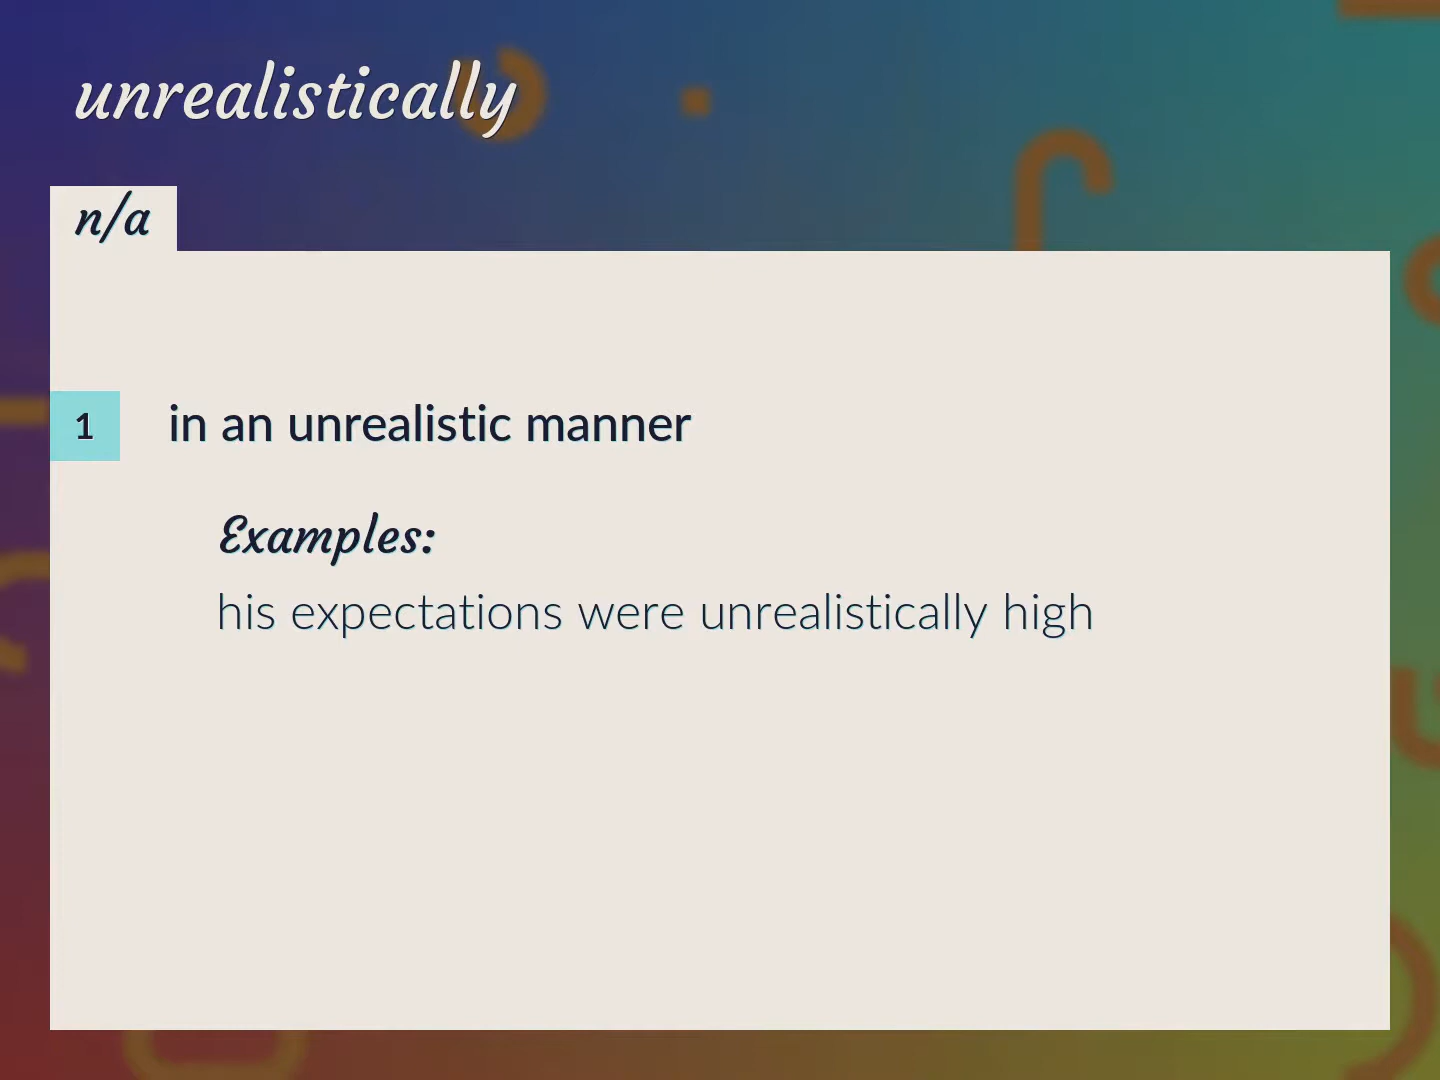 unrealistically
n/a
1 in an unrealistic manner
Examples:
his expectations were unrealistically high